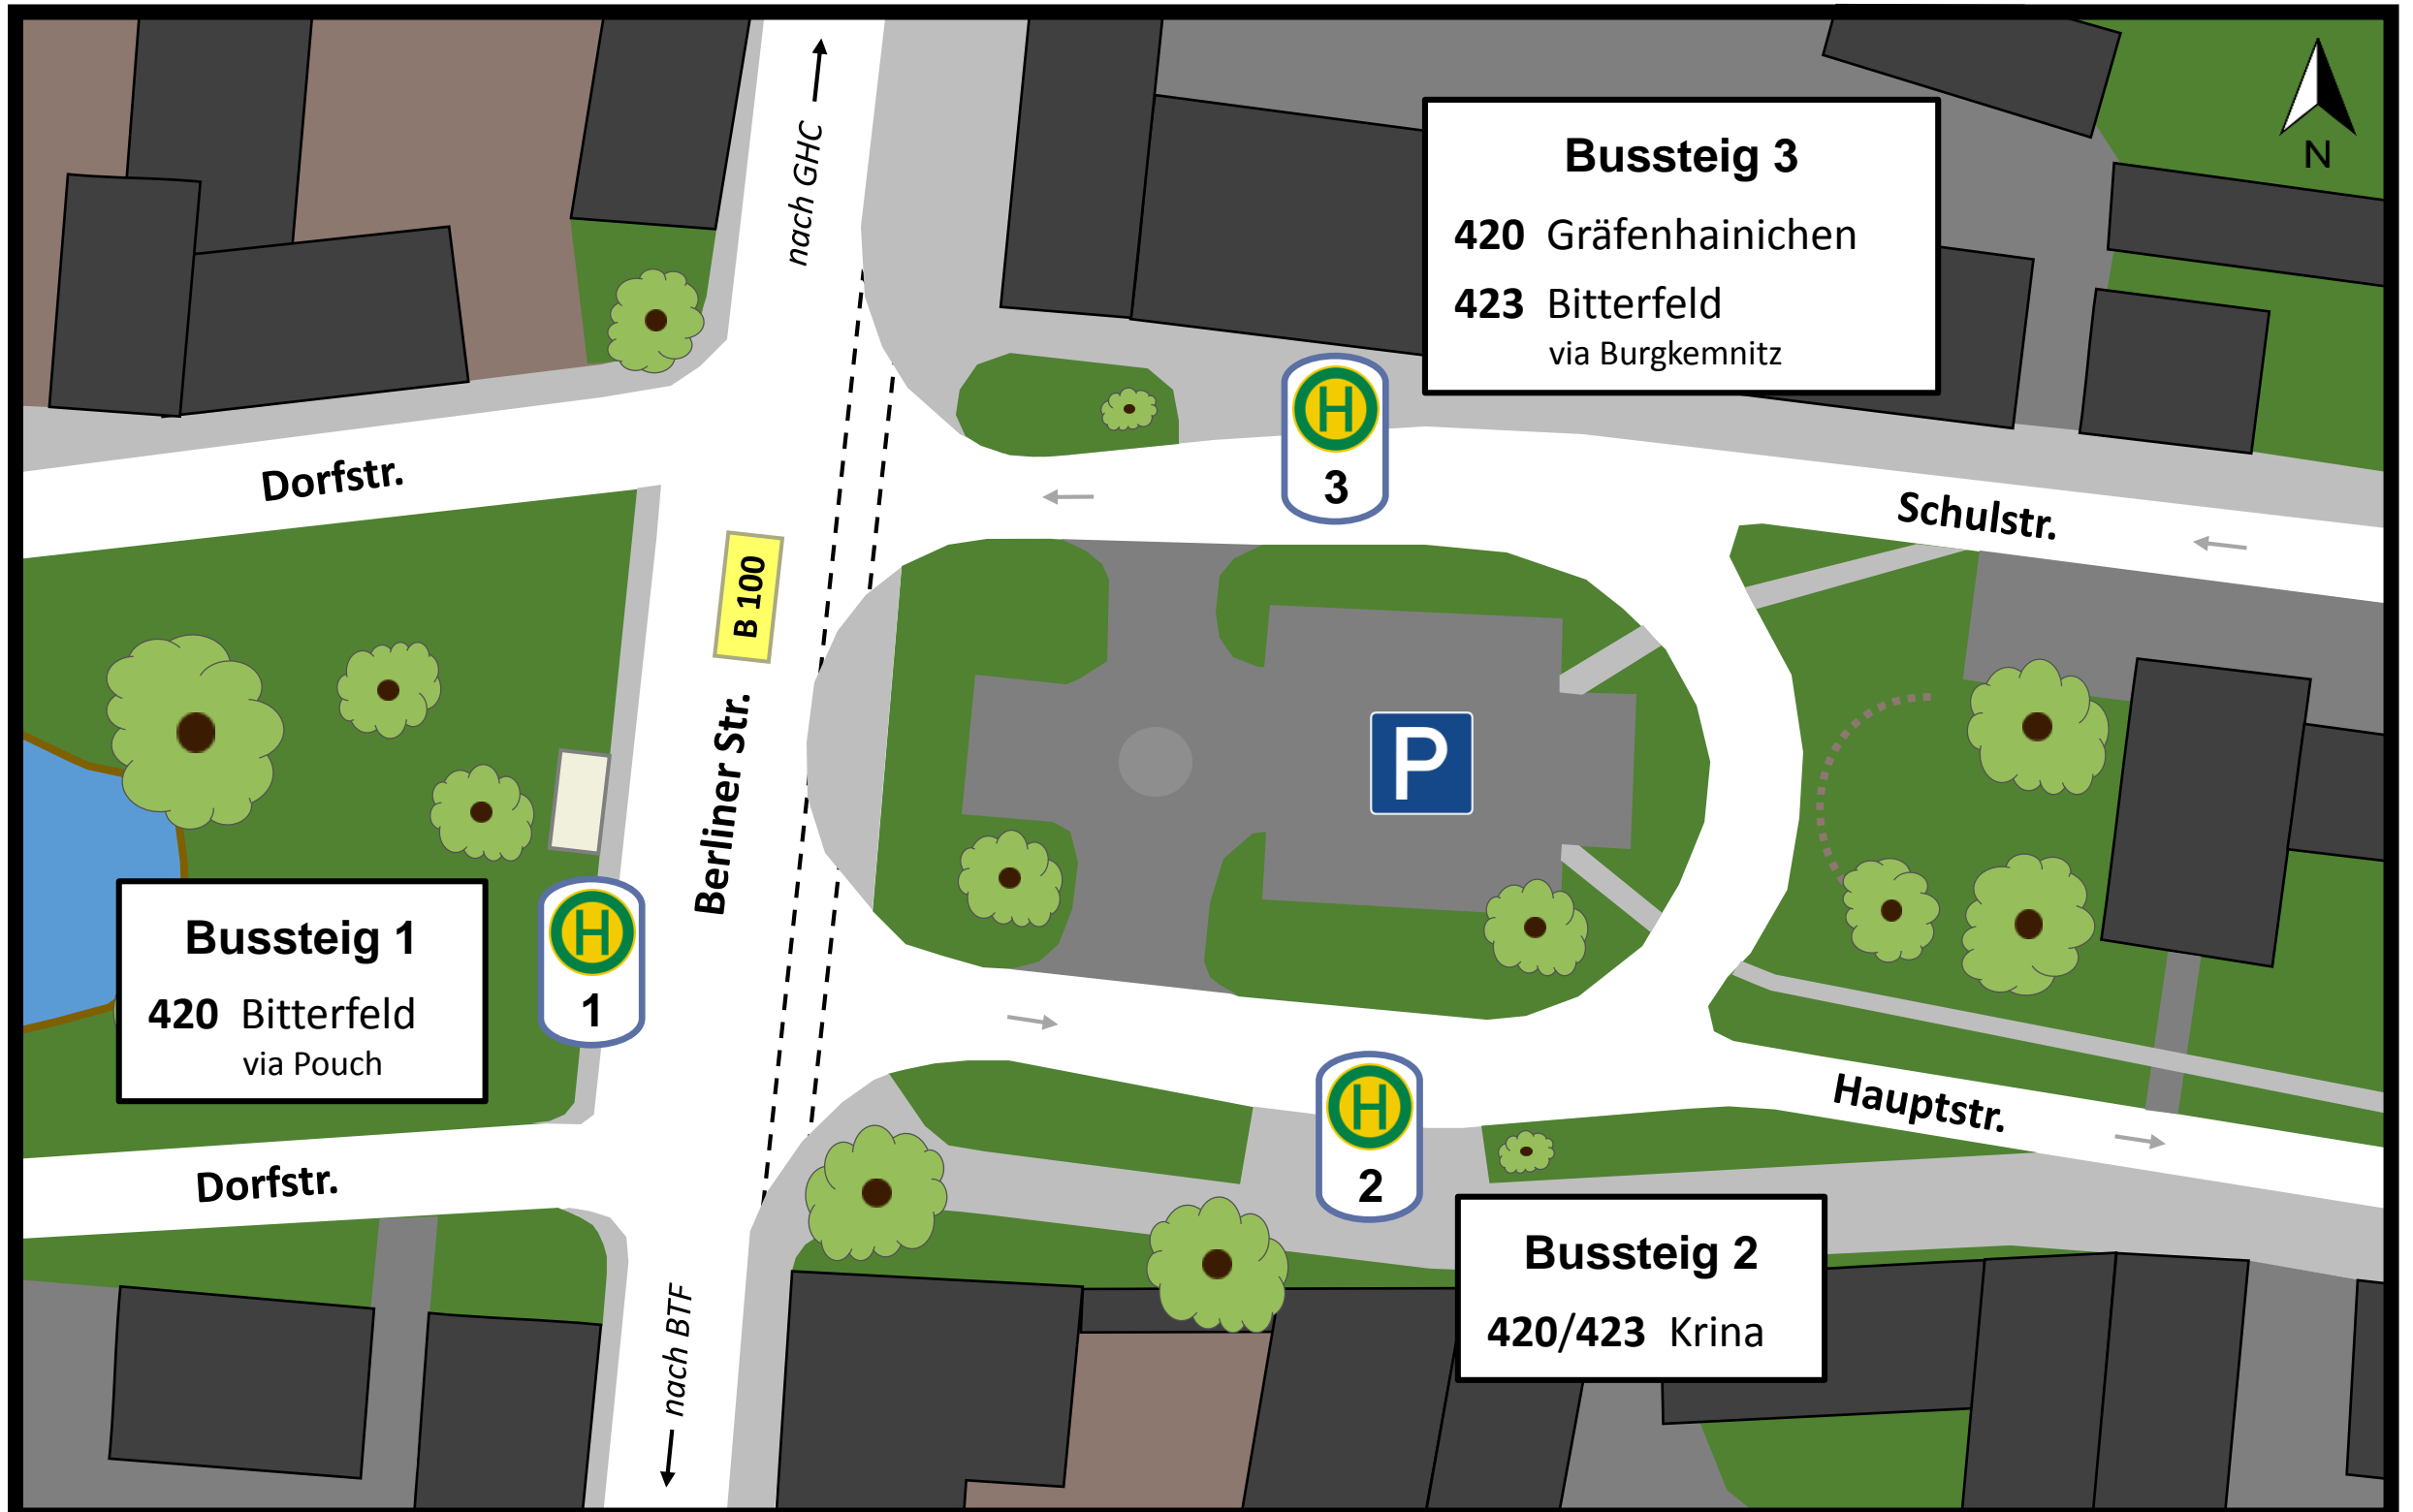 nach GHC
N
Bussteig 3
420 Gräfenhainichen
423 Bitterfeld
via Burgkemnitz
H
3
Dorfstr.
Schulstr.
B 100
Berliner Str.
P
Bussteig 1
420 Bitterfeld
via Pouch
H
1
H
2
Hauptstr.
Dorfstr.
Bussteig 2
420/423 Krina
nach BTF